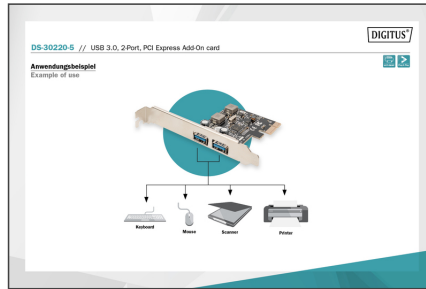 DIGITUS®
DS-30220-5 // USB 3.0, 2-Port, PCI Express Add-On card
Anwendungsbeispiel
Example of use
Keyboard
Mouse
Scanner
Printer